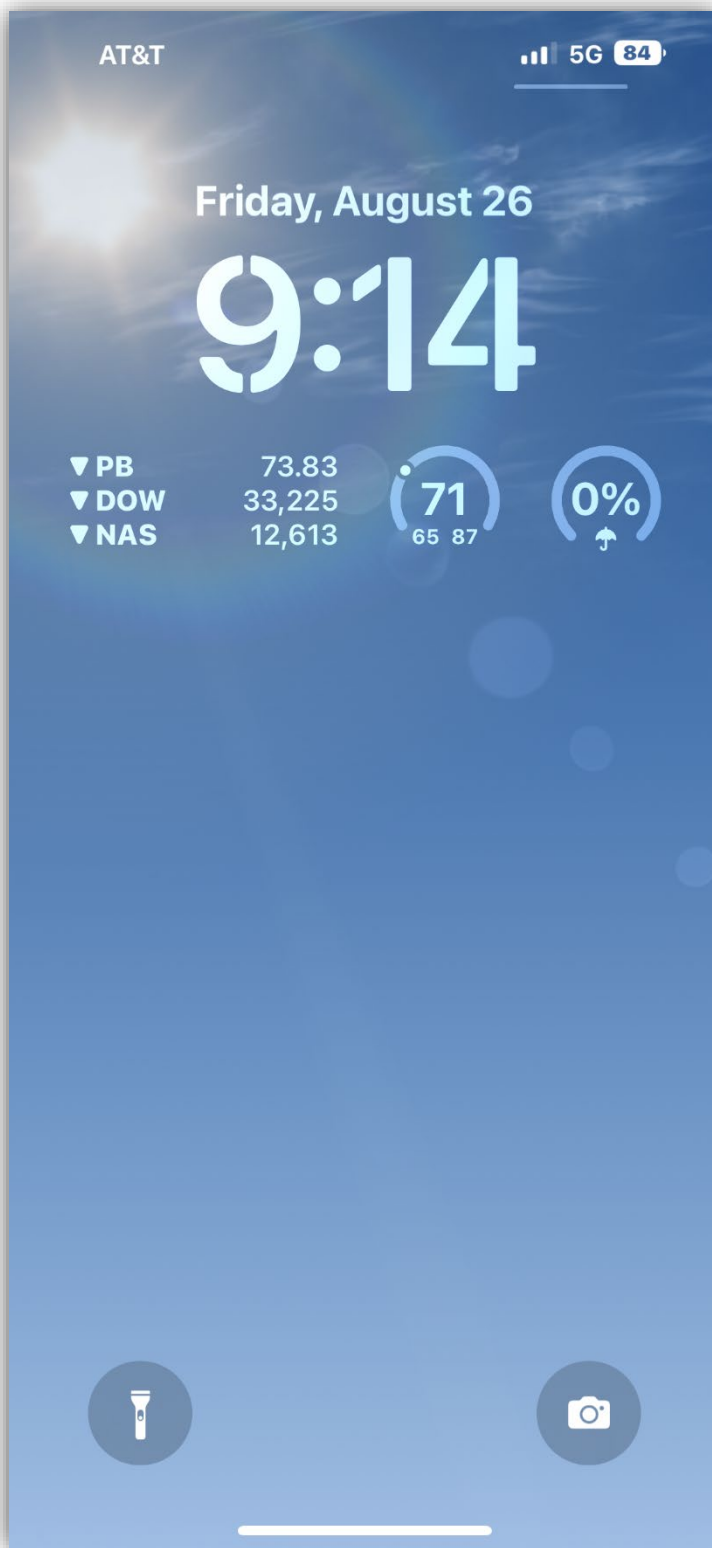 AT&T 5G 84
Friday, August 26
9:14
PB 73.83
DOW 33,225
NAS 12,613
71
65 87
0%